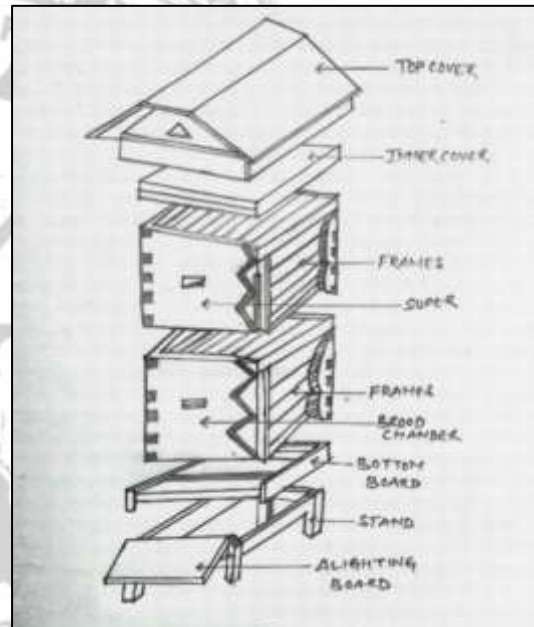 TOP COVER
INNER COVER
FRAMES
SUPER
FRAMES
BROOD
CHAMBER
BOTTOM
BOARD
STAND
ALIGHTING
BOARD